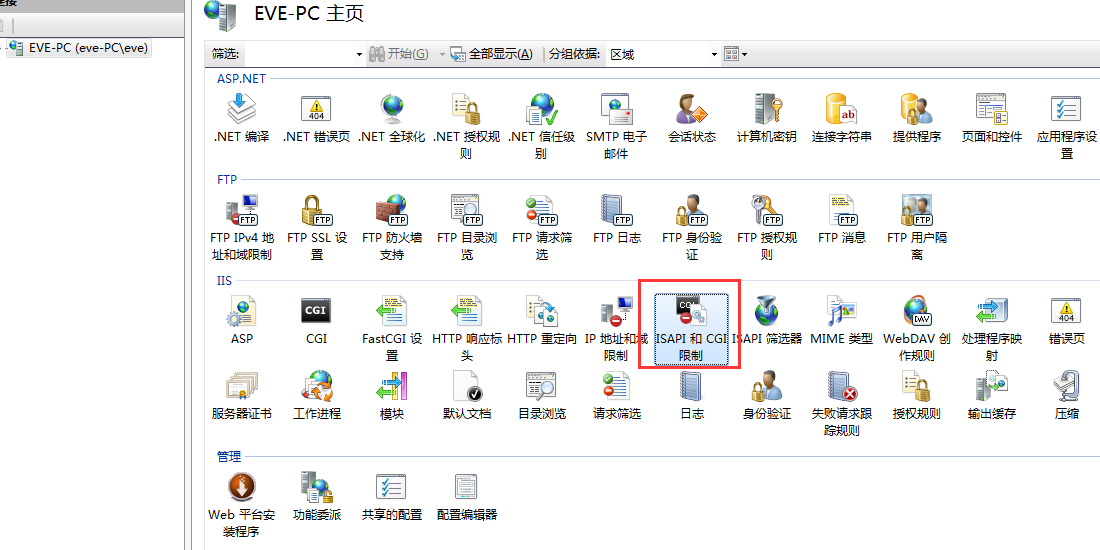 连接
EVE-PC 主页
EVE-PC (eve-PC\eve)
筛选:
开始(G)
全部显示(A)
分组依据:
区域
ASP.NET
.NET 编译
.NET 错误页
.NET 全球化
.NET 授权规
则
.NET 信任级
别
SMTP 电子
邮件
会话状态
计算机密钥
连接字符串
提供程序
页面和控件
应用程序设
置
FTP
FTP IPv4 地
址和域限制
FTP SSL 设
置
FTP 防火墙
支持
FTP 目录浏
览
FTP 请求筛
选
FTP 日志
FTP 身份验
证
FTP 授权规
则
FTP 消息
FTP 用户隔
离
IIS
ASP
CGI
FastCGI 设
置
HTTP 响应标
头
HTTP 重定向
IP 地址和域
限制
ISAPI 和 CGI
限制
ISAPI 筛选器
MIME 类型
WebDAV 创
作规则
处理程序映
射
错误页
服务器证书
工作进程
模块
默认文档
目录浏览
请求筛选
日志
身份验证
失败请求跟
踪规则
授权规则
输出缓存
压缩
管理
Web 平台安
装程序
功能委派
共享的配置
配置编辑器